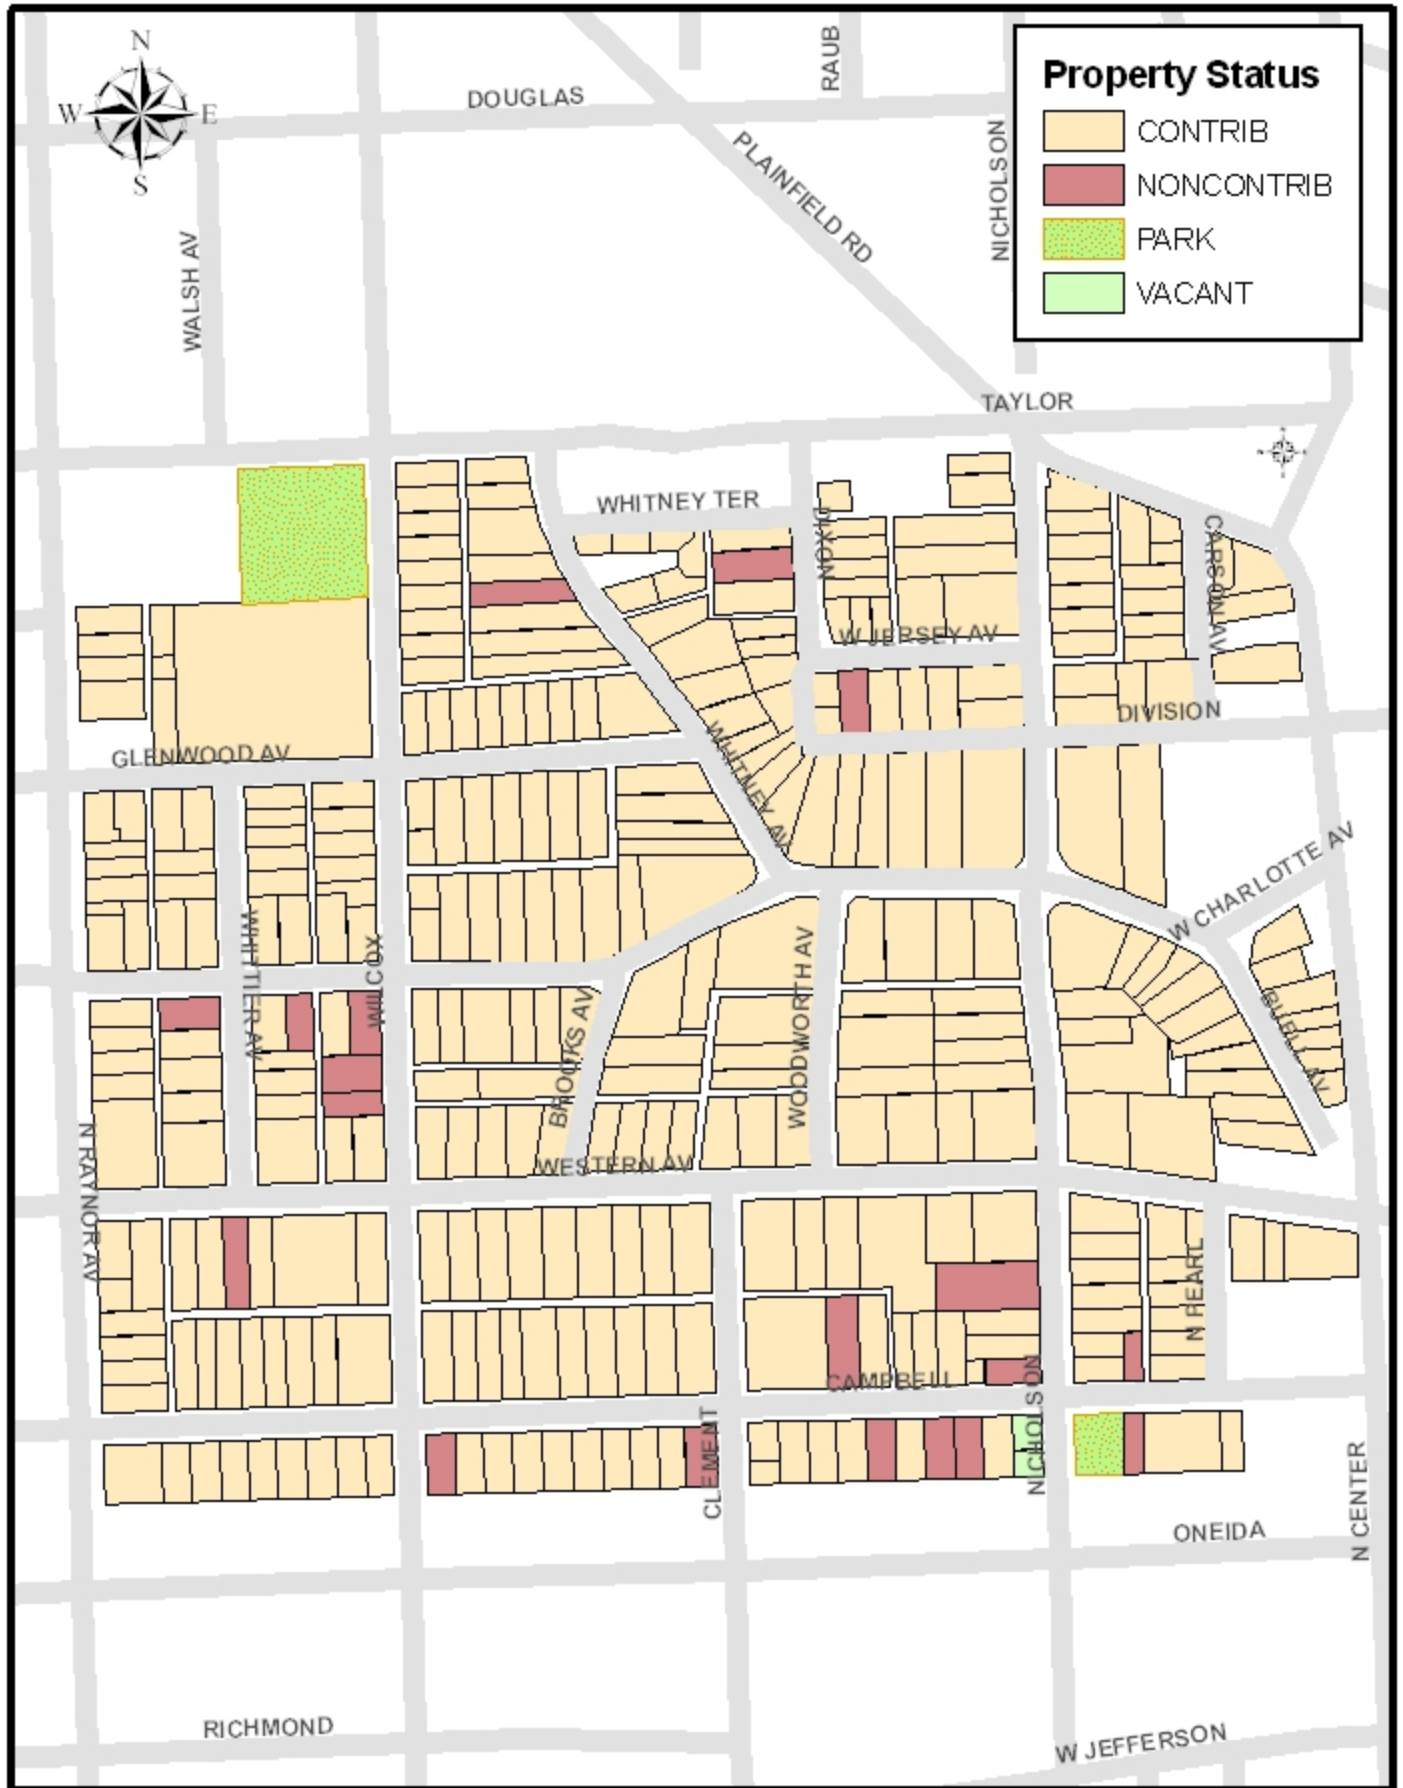 N
W E
S
RAUB
DOUGLAS
Property Status
CONTRIB
NONCONTRIB
PARK
VACANT
PLAINFIELD RD
NICHOLSON
WALSH AV
TAYLOR
WHITNEY TER
DIXON
CARSON AV
W JERSEY AV
DIVISION
GLENWOOD AV
WHITNEY AV
W CHARLOTTE AV
WHITTIER AV
WILCOX
WOODWORTH AV
BROOKS AV
BUELL AV
N RAYNOR AV
WESTERN AV
N PEARL
CAMPBELL
N CHOLSON
CLEMENT
N CENTER
ONEIDA
RICHMOND
W JEFFERSON